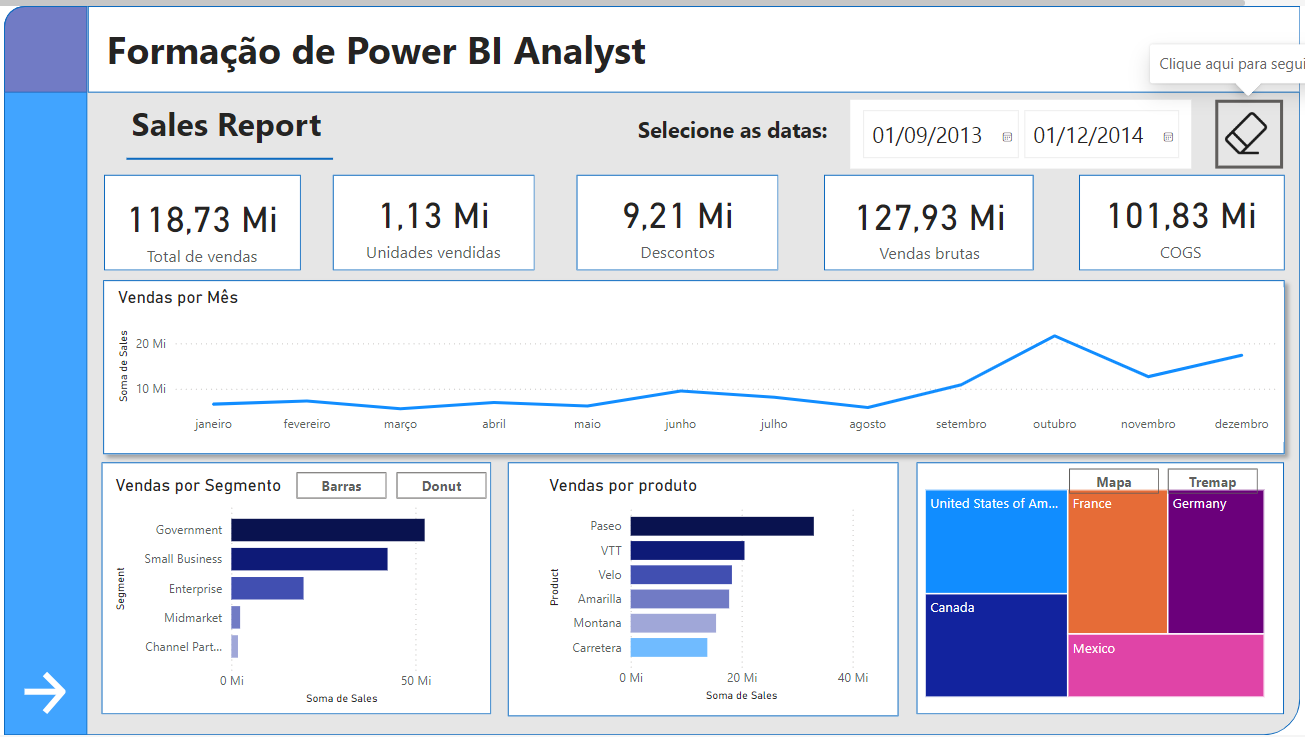 Formação de Power BI Analyst
Clique aqui para segui
Sales Report
Selecione as datas:
01/09/2013
01/12/2014
118,73 Mi
Total de vendas
1,13 Mi
Unidades vendidas
9,21 Mi
Descontos
127,93 Mi
Vendas brutas
101,83 Mi
COGS
Vendas por Mês
Soma de Sales
20 Mi
10 Mi
janeiro
fevereiro
março
abril
maio
junho
julho
agosto
setembro
outubro
novembro
dezembro
Vendas por Segmento
Barras
Donut
Segment
Government
Small Business
Enterprise
Midmarket
Channel Part...
0 Mi
50 Mi
Soma de Sales
Vendas por produto
Product
Paseo
VTT
Velo
Amarilla
Montana
Carretera
0 Mi
20 Mi
40 Mi
Soma de Sales
Mapa
Tremap
United States of Am...
France
Germany
Canada
Mexico